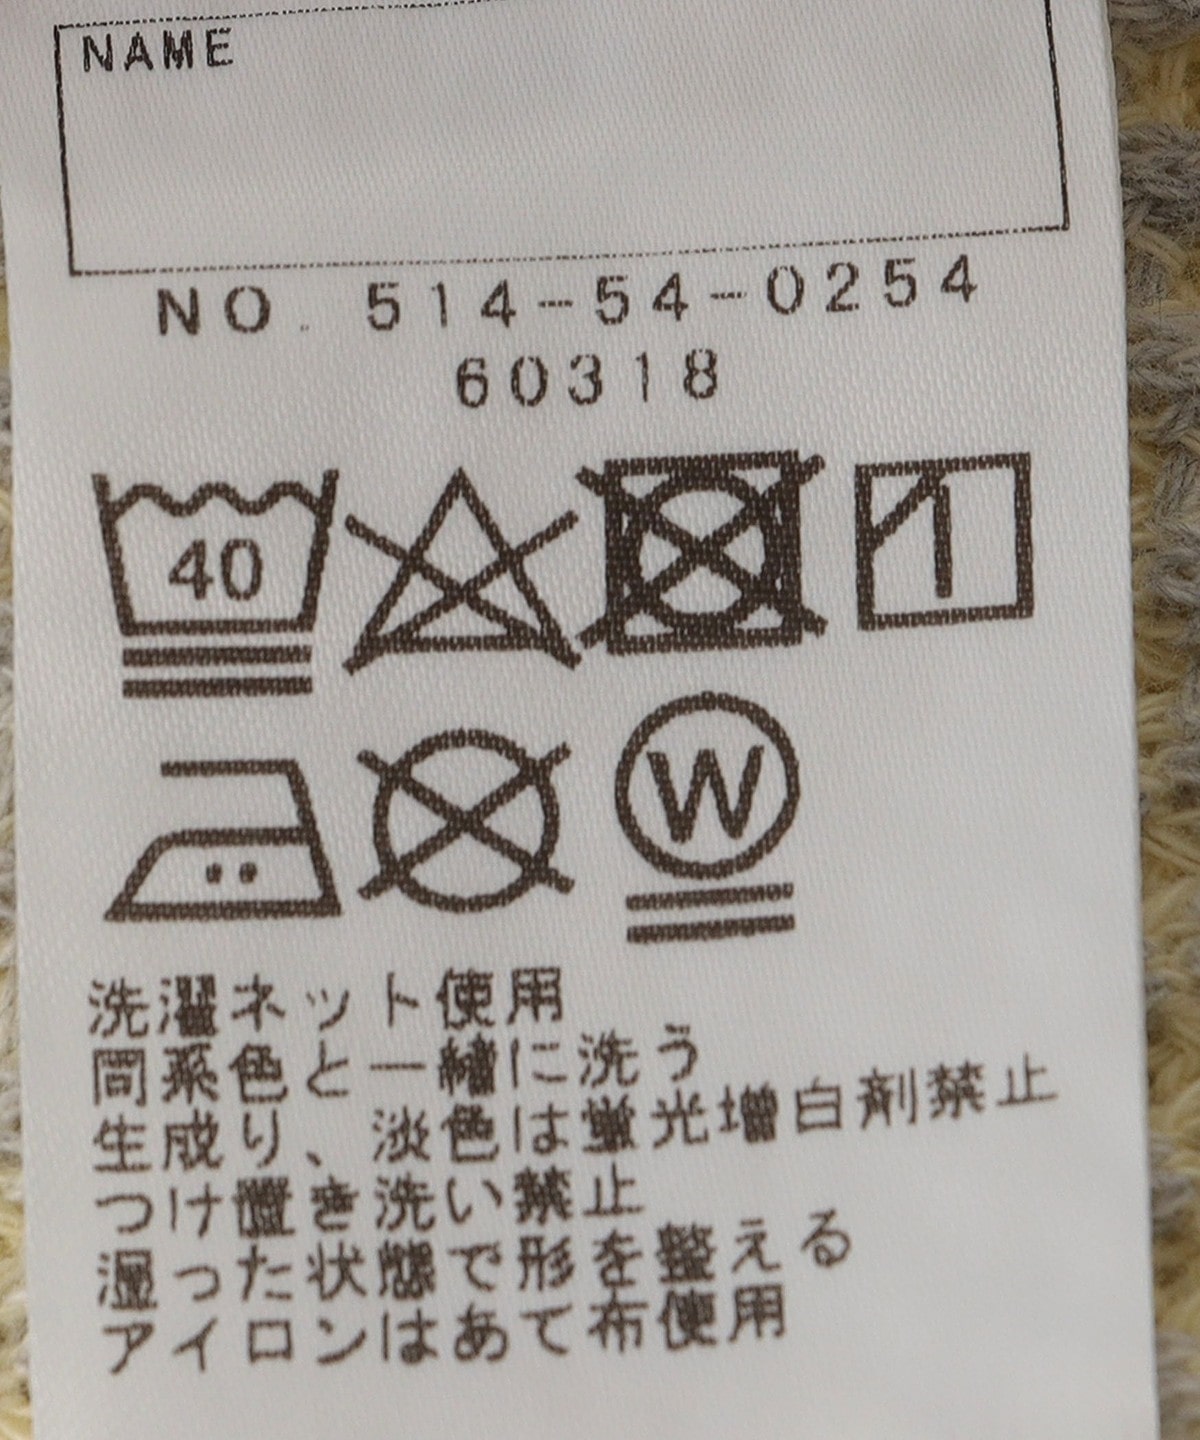 NAME
NO. 514-54-0254
60318
40
W
洗濯ネット使用
同系色と一緒に洗う
生成り、淡色は蛍光増白剤禁止
つけ置き洗い禁止
湿った状態で形を整える
アイロンはあて布使用